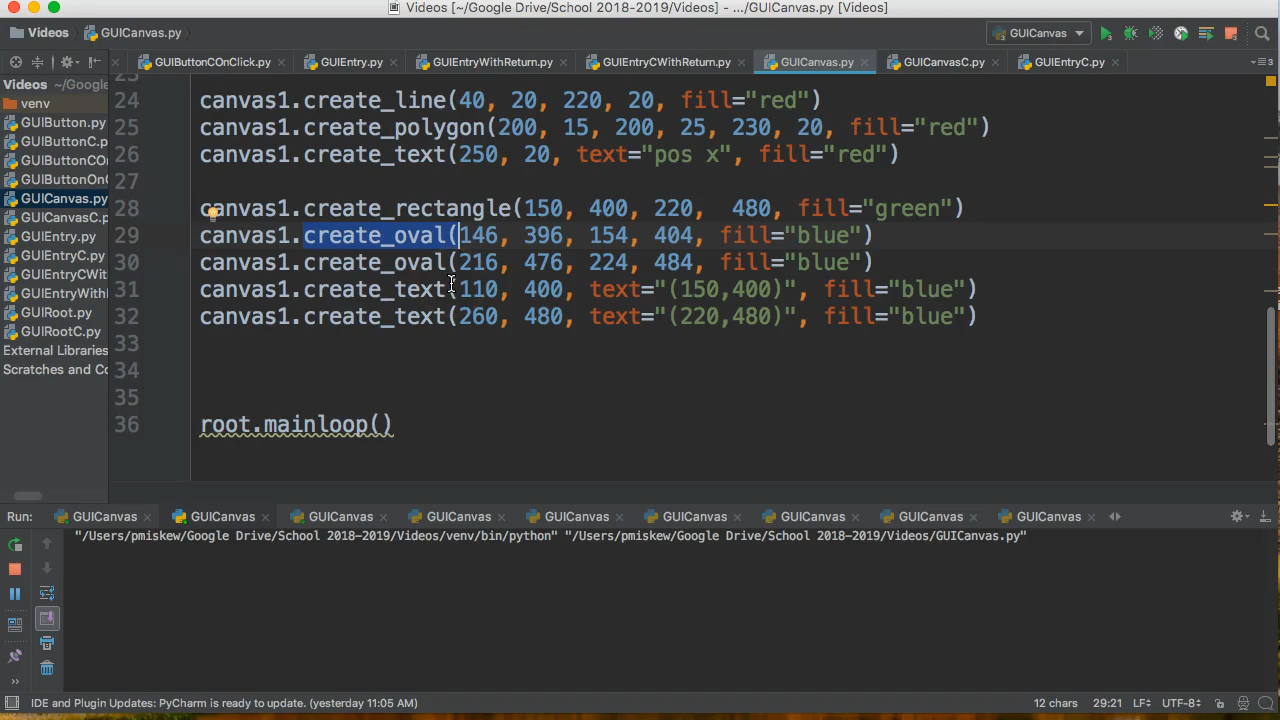 Videos [~/Google Drive/School 2018-2019/Videos] - .../GUICanvas.py [Videos]
Videos GUICanvas.py GUICanvas
GUIButtonCOnClick.py GUIEntry.py GUIEntryWithReturn.py GUIEntryCWithReturn.py GUICanvas.py GUICanvasC.py GUIEntryC.py
Videos ~/Google
venv
GUIButton.py
GUIButtonC.p
GUIButtonCO
GUIButtonOn
GUICanvas.py
GUICanvasC.p
GUIEntry.py
GUIEntryC.py
GUIEntryCWit
GUIEntryWith
GUIRoot.py
GUIRootC.py
External Libraries
Scratches and Co
24 canvas1.create_line(40, 20, 220, 20, fill="red")
25 canvas1.create_polygon(200, 15, 200, 25, 230, 20, fill="red")
26 canvas1.create_text(250, 20, text="pos x", fill="red")
27
28 canvas1.create_rectangle(150, 400, 220,  480, fill="green")
29 canvas1.create_oval(146, 396, 154, 404, fill="blue")
30 canvas1.create_oval(216, 476, 224, 484, fill="blue")
31 canvas1.create_text(110, 400, text="(150,400)", fill="blue")
32 canvas1.create_text(260, 480, text="(220,480)", fill="blue")
33
34
35
36 root.mainloop()
Run: GUICanvas GUICanvas GUICanvas GUICanvas GUICanvas GUICanvas GUICanvas GUICanvas GUICanvas
"/Users/pmiskew/Google Drive/School 2018-2019/Videos/venv/bin/python" "/Users/pmiskew/Google Drive/School 2018-2019/Videos/GUICanvas.py"
IDE and Plugin Updates: PyCharm is ready to update. (yesterday 11:05 AM) 12 chars 29:21 LF UTF-8